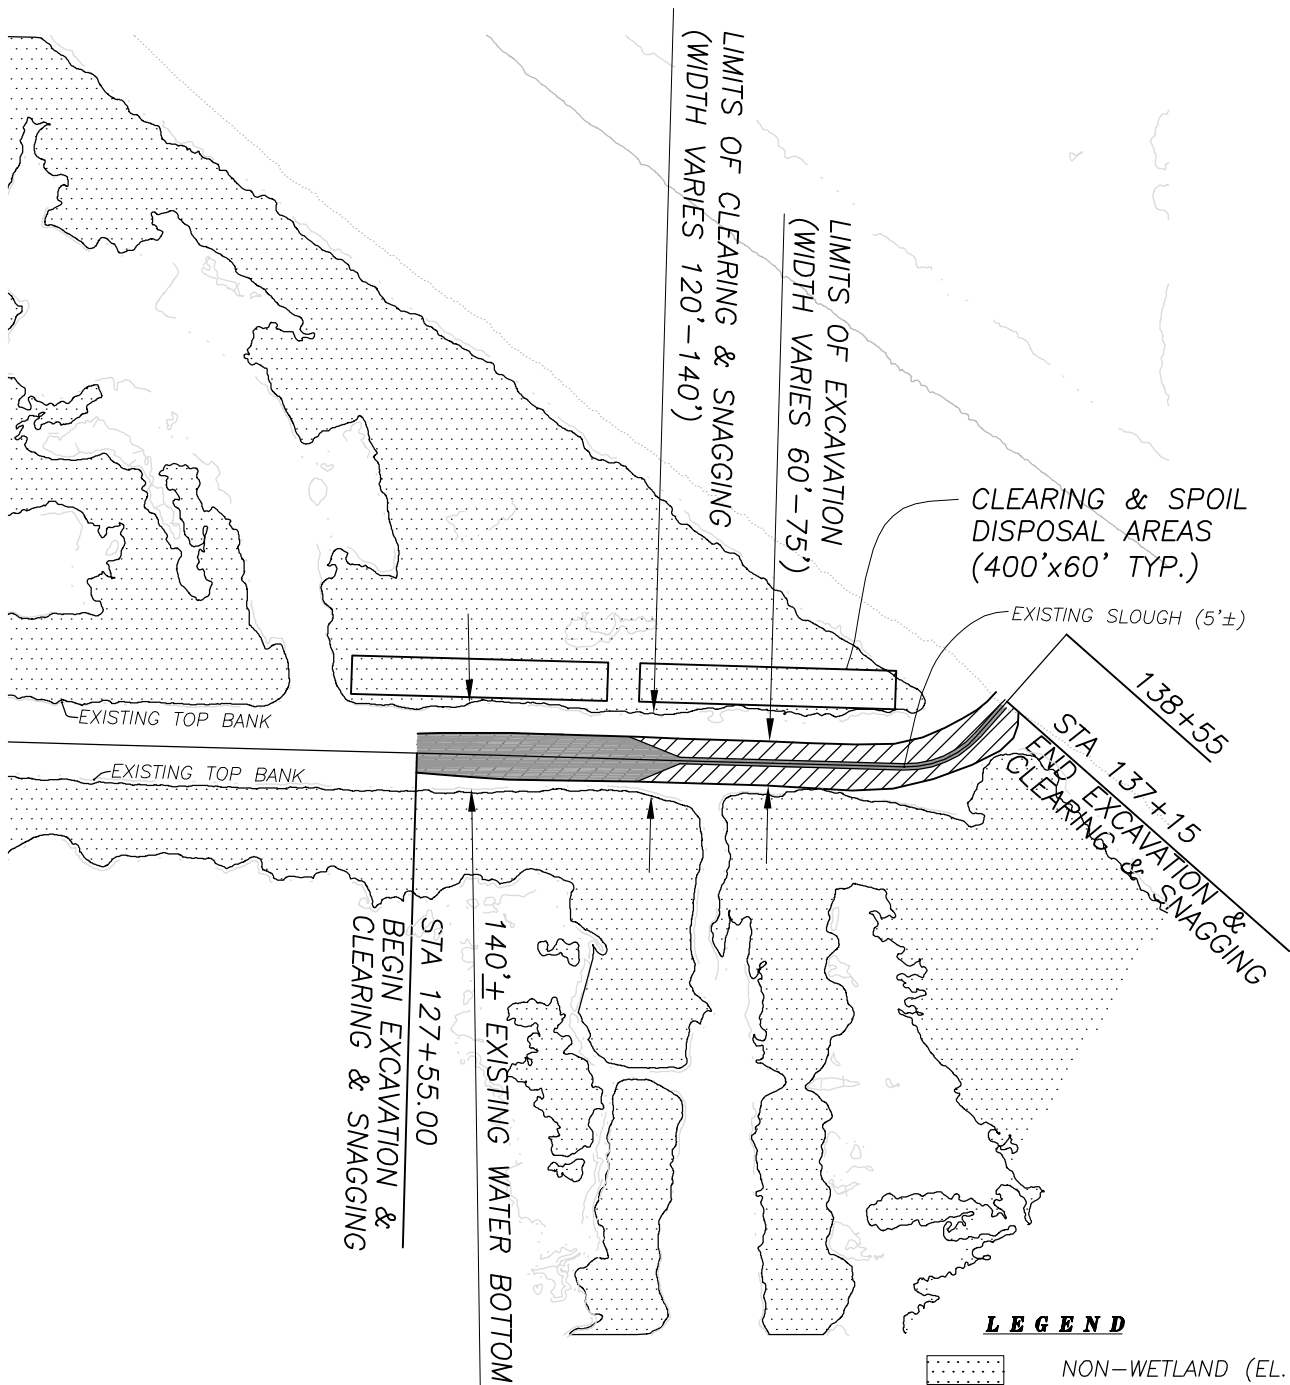 LIMITS OF CLEARING & SNAGGING
(WIDTH VARIES 120'-140')
LIMITS OF EXCAVATION
(WIDTH VARIES 60'-75')
CLEARING & SPOIL
DISPOSAL AREAS
(400'x60' TYP.)
EXISTING SLOUGH (5'±)
138+55
STA 137+15
END EXCAVATION &
CLEARING & SNAGGING
EXISTING TOP BANK
EXISTING TOP BANK
STA 127+55.00
BEGIN EXCAVATION &
CLEARING & SNAGGING
140'± EXISTING WATER BOTTOM
LEGEND
NON-WETLAND (EL.